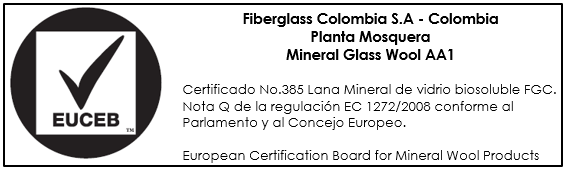 EUCEB
TM
Fiberglass Colombia S.A - Colombia
Planta Mosquera
Mineral Glass Wool AA1
Certificado No.385 Lana Mineral de vidrio biosoluble FGC.
Nota Q de la regulación EC 1272/2008 conforme al
Parlamento y al Concejo Europeo.
European Certification Board for Mineral Wool Products